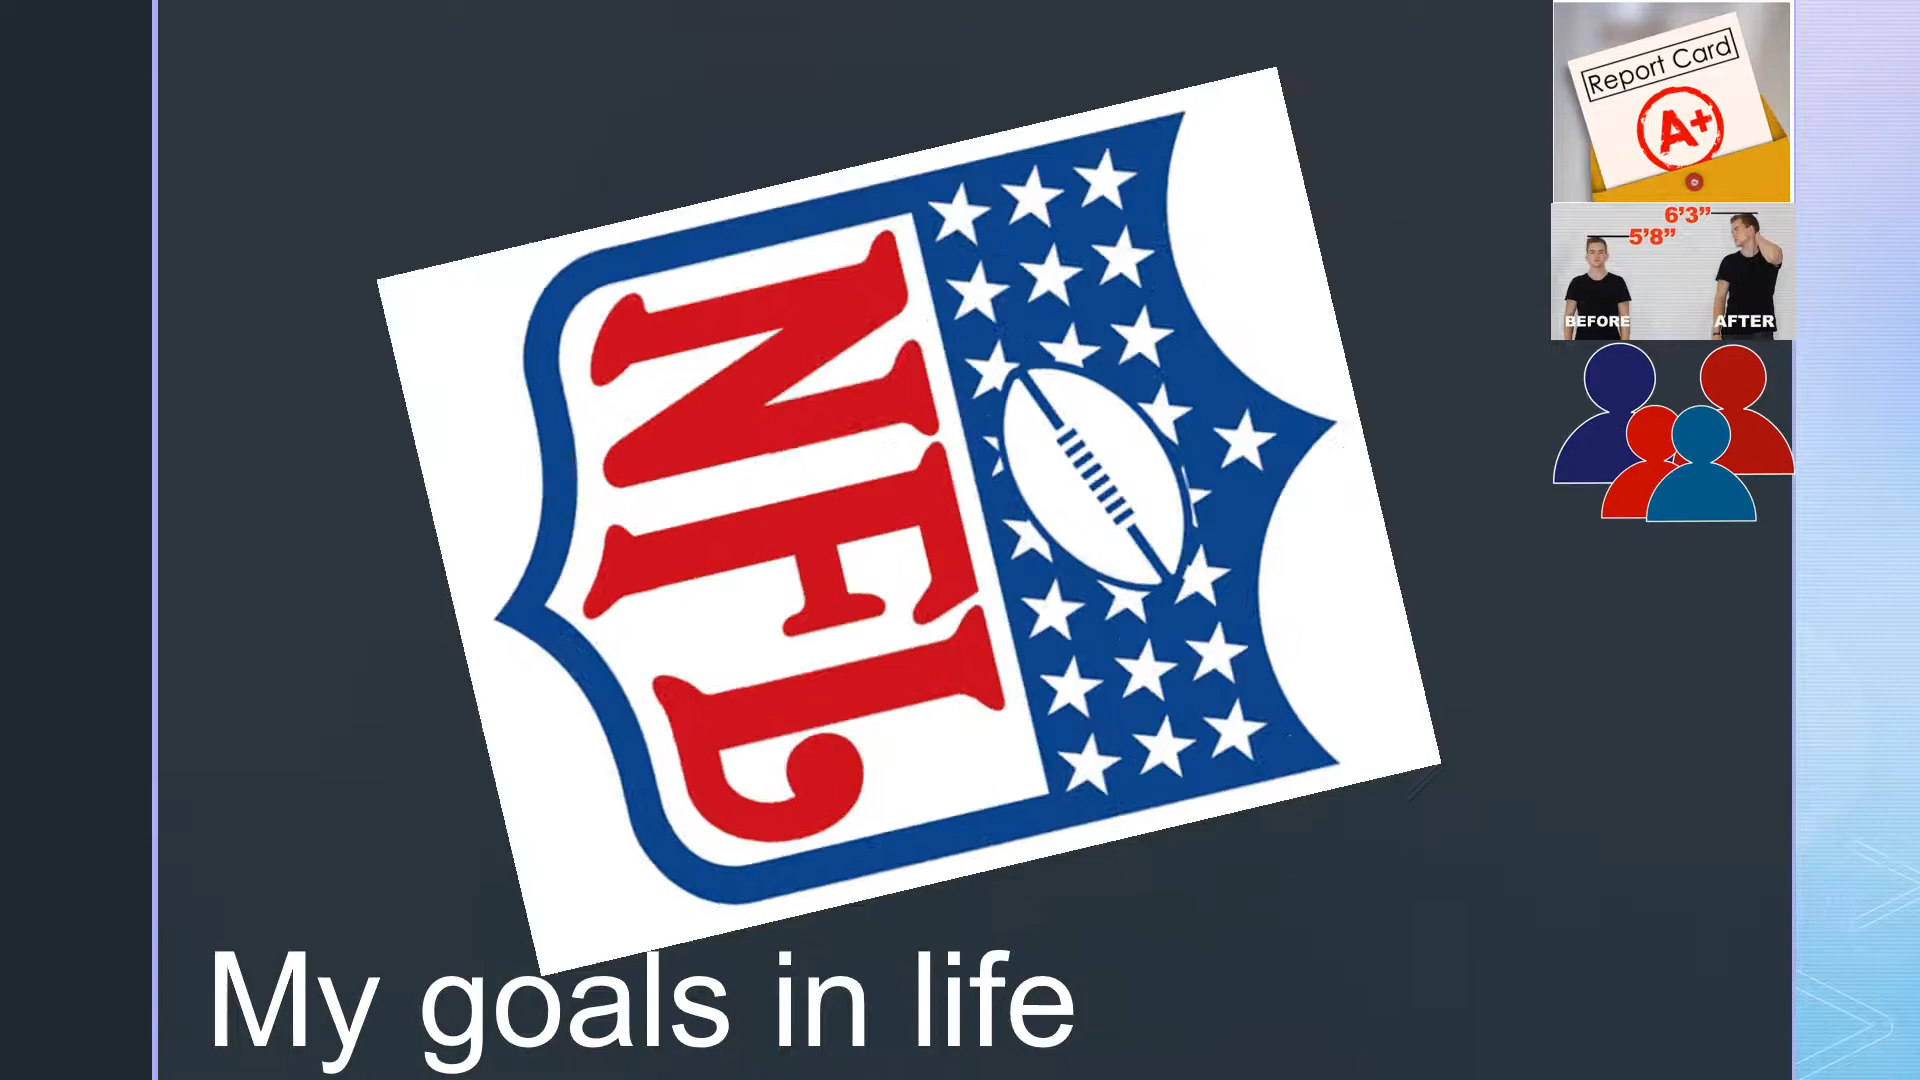 Report Card
A+
6’3”
5’8”
BEFORE
AFTER
NFL
My goals in life